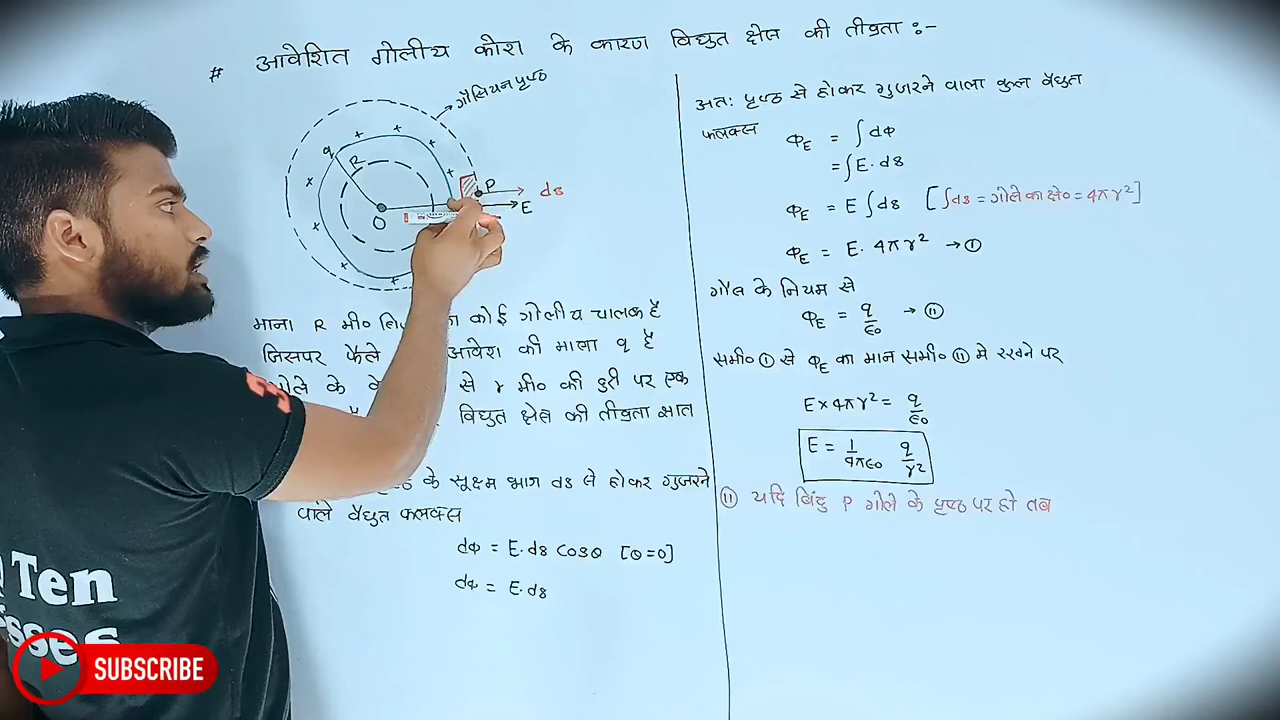 # आवेशित गोलीय कोश के कारण विद्युत क्षेत्र की तीव्रता :-
गौसियन पृष्ठ
+ + + + + + + +
q
R
P
ds
E
O
माना R मी० का कोई गोलीय चालक है
जिसपर फैले आवेश की मात्रा q है
गोले के से r मी० की दुरी पर एक
विद्युत क्षेत्र की तीव्रता ज्ञात
के सूक्ष्म भाग ds से होकर गुजरने
वाले वैद्युत फ्लक्स
dΦ = E.ds Cosθ [θ=0]
dΦ = E.ds
अतः पृष्ठ से होकर गुजरने वाला कुल वैद्युत
फ्लक्स
ΦE = ∫dΦ
= ∫E.ds
ΦE = E∫ds [∫ds = गोले का क्षे० = 4πr²]
ΦE = E. 4πr² → ①
गौस के नियम से
ΦE = q/ε0 → ⑪
समी० ① से ΦE का मान समी० ⑪ मे रखने पर
E×4πr² = q/ε0
E = 1/4πε0 q/r²
⑪ यदि बिंदु P गोले के पृष्ठ पर हो तब
Ten
SUBSCRIBE